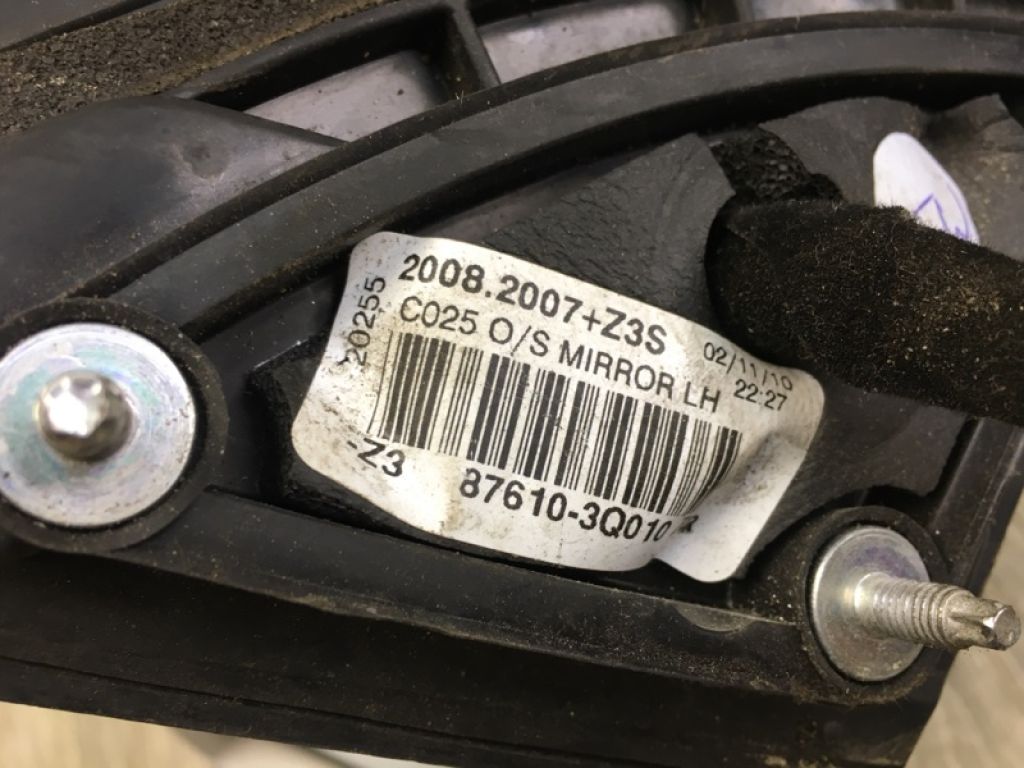 2008.2007+Z3S
20255
C025 O/S MIRROR LH
02/11/10
22:27
-Z3 87610-3Q010